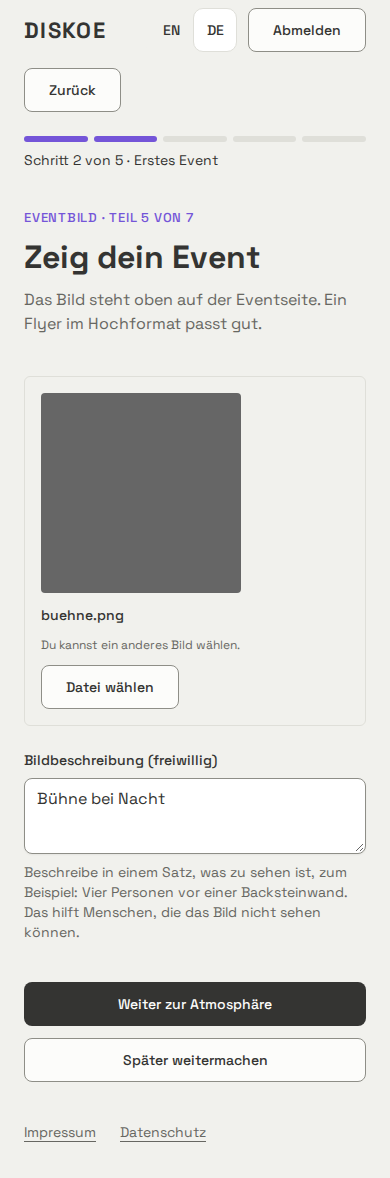 DISKOE
EN DE Abmelden
Zurück
Schritt 2 von 5 · Erstes Event
EVENTBILD · TEIL 5 VON 7
Zeig dein Event
Das Bild steht oben auf der Eventseite. Ein
Flyer im Hochformat passt gut.
buehne.png
Du kannst ein anderes Bild wählen.
Datei wählen
Bildbeschreibung (freiwillig)
Bühne bei Nacht
Beschreibe in einem Satz, was zu sehen ist, zum
Beispiel: Vier Personen vor einer Backsteinwand.
Das hilft Menschen, die das Bild nicht sehen
können.
Weiter zur Atmosphäre
Später weitermachen
Impressum Datenschutz